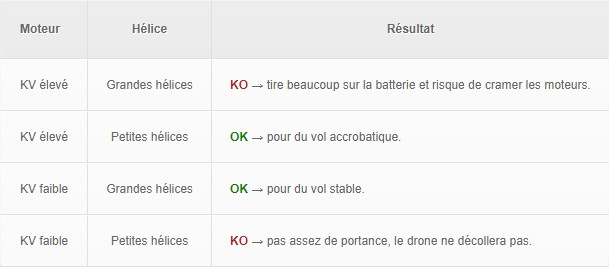 Moteur Hélice Résultat
KV élevé Grandes hélices KO → tire beaucoup sur la batterie et risque de cramer les moteurs.
KV élevé Petites hélices OK → pour du vol accrobatique.
KV faible Grandes hélices OK → pour du vol stable.
KV faible Petites hélices KO → pas assez de portance, le drone ne décollera pas.